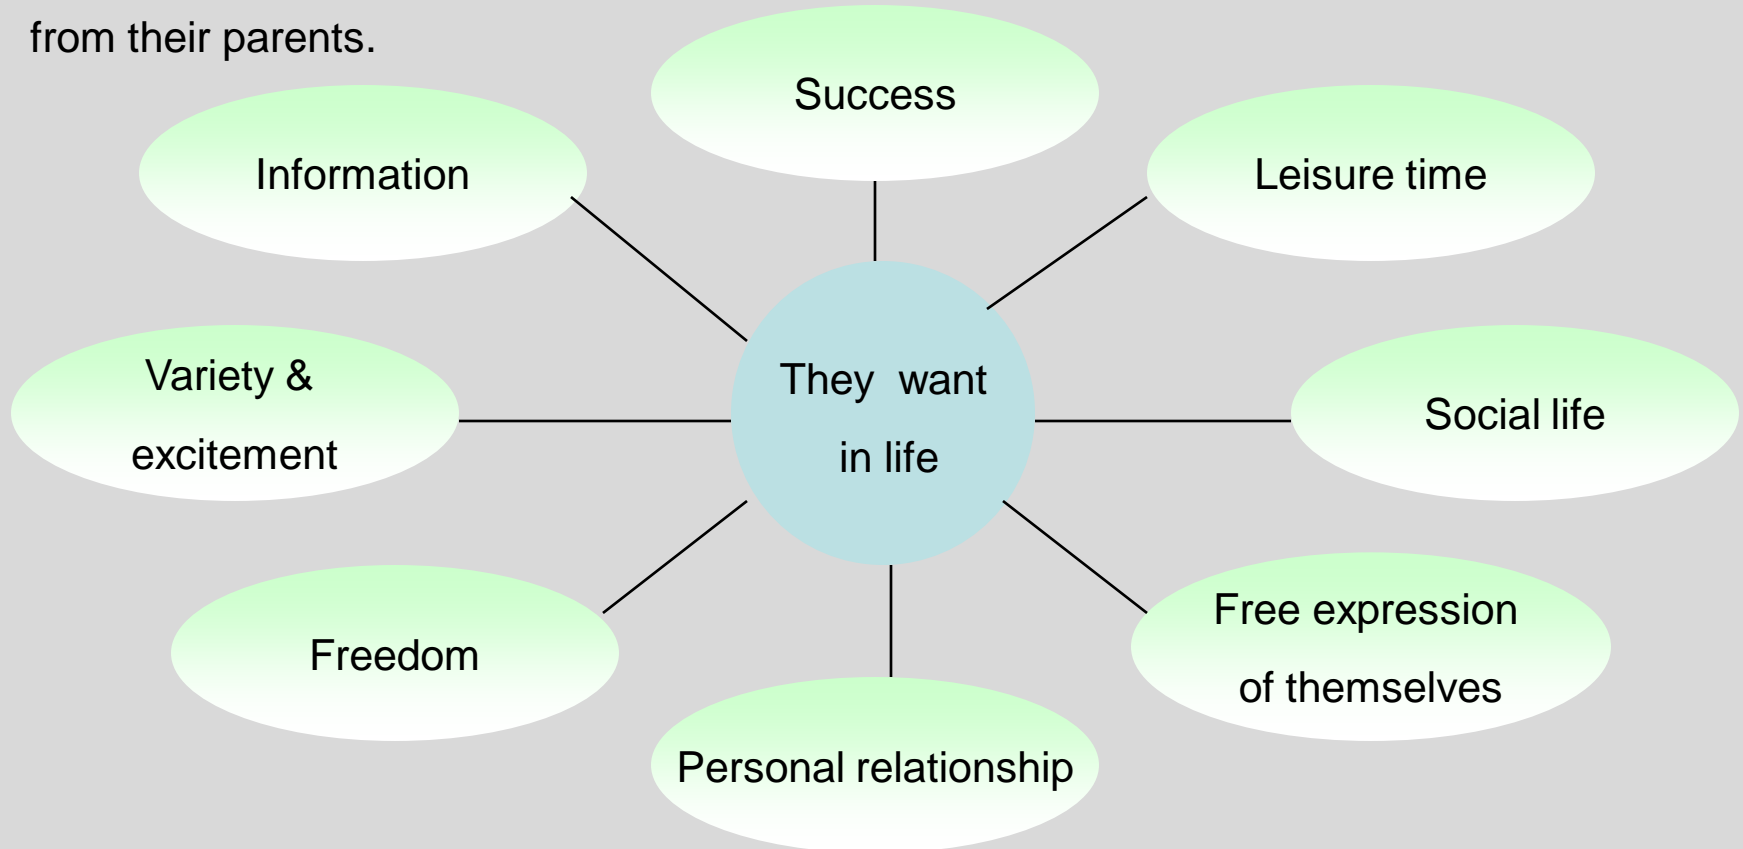 from their parents.
Success
Information
Leisure time
Variety &
excitement
They want
in life
Social life
Freedom
Free expression
of themselves
Personal relationship